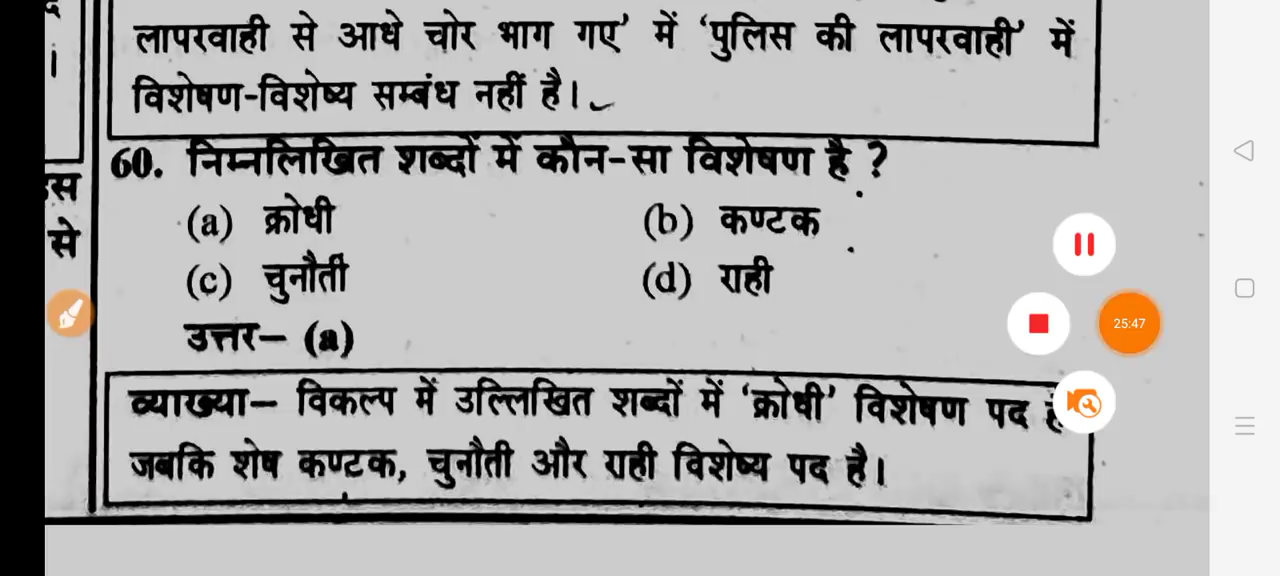 लापरवाही से आधे चोर भाग गए' में 'पुलिस की लापरवाही' में
विशेषण-विशेष्य सम्बंध नहीं है।
60. निम्नलिखित शब्दों में कौन-सा विशेषण है ?
(a) क्रोधी (b) कण्टक
(c) चुनौती (d) राही
उत्तर– (a)
व्याख्या– विकल्प में उल्लिखित शब्दों में 'क्रोधी' विशेषण पद
जबकि शेष कण्टक, चुनौती और राही विशेष्य पद है।
से
25:47